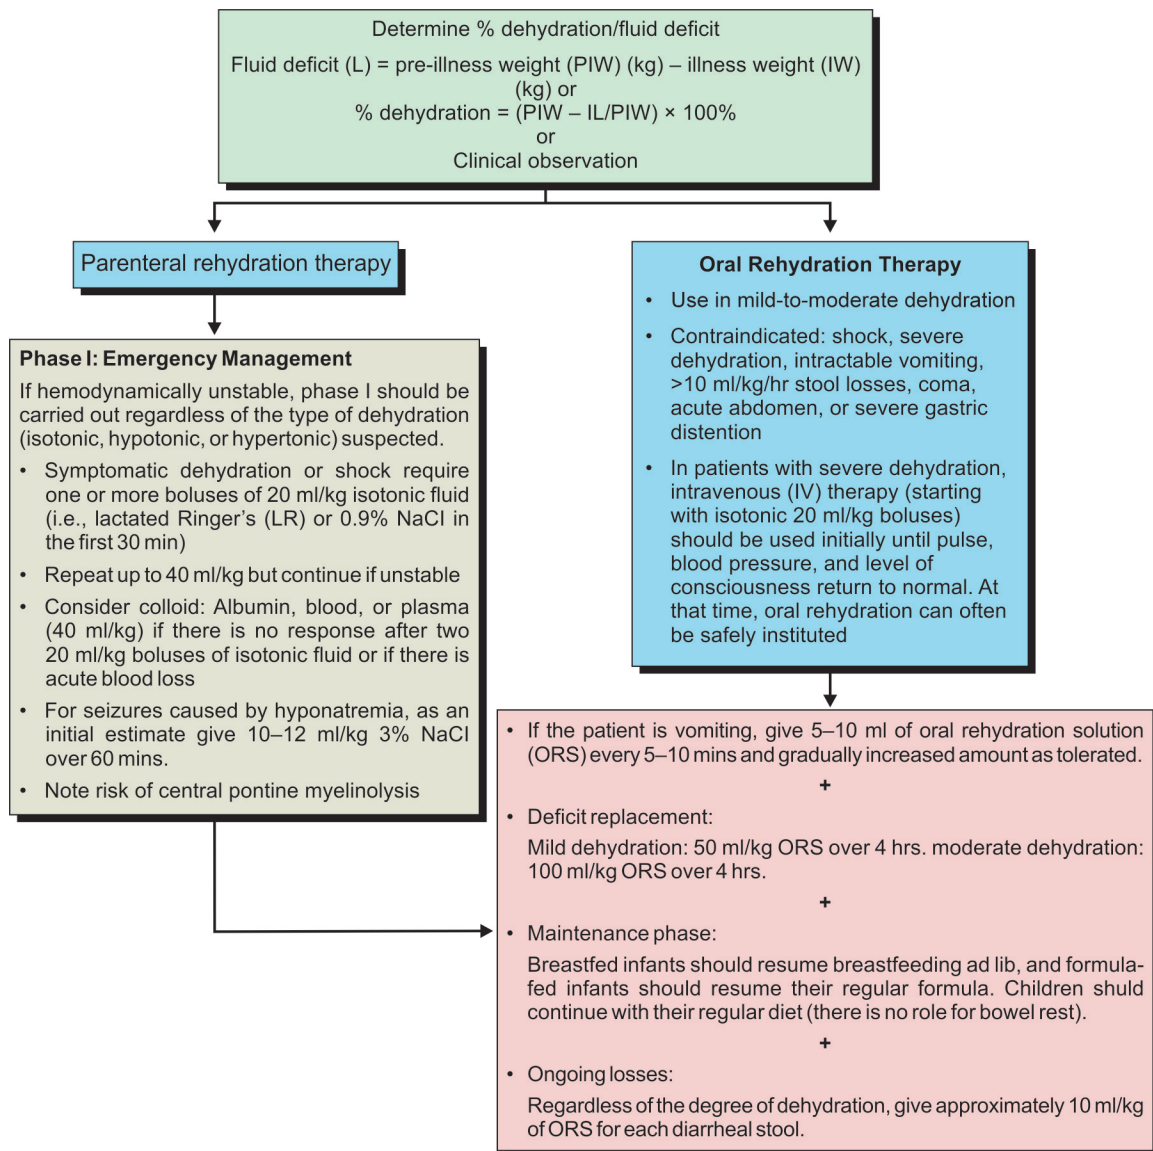 Determine % dehydration/fluid deficit
Fluid deficit (L) = pre-illness weight (PIW) (kg) – illness weight (IW)
(kg) or
% dehydration = (PIW – IL/PIW) × 100%
or
Clinical observation
Parenteral rehydration therapy
Phase I: Emergency Management
If hemodynamically unstable, phase I should be
carried out regardless of the type of dehydration
(isotonic, hypotonic, or hypertonic) suspected.
• Symptomatic dehydration or shock require
one or more boluses of 20 ml/kg isotonic fluid
(i.e., lactated Ringer's (LR) or 0.9% NaCl in
the first 30 min)
• Repeat up to 40 ml/kg but continue if unstable
• Consider colloid: Albumin, blood, or plasma
(40 ml/kg) if there is no response after two
20 ml/kg boluses of isotonic fluid or if there is
acute blood loss
• For seizures caused by hyponatremia, as an
initial estimate give 10–12 ml/kg 3% NaCl
over 60 mins.
• Note risk of central pontine myelinolysis
Oral Rehydration Therapy
• Use in mild-to-moderate dehydration
• Contraindicated: shock, severe
dehydration, intractable vomiting,
>10 ml/kg/hr stool losses, coma,
acute abdomen, or severe gastric
distention
• In patients with severe dehydration,
intravenous (IV) therapy (starting
with isotonic 20 ml/kg boluses)
should be used initially until pulse,
blood pressure, and level of
consciousness return to normal. At
that time, oral rehydration can often
be safely instituted
• If the patient is vomiting, give 5–10 ml of oral rehydration solution
(ORS) every 5–10 mins and gradually increased amount as tolerated.
+
• Deficit replacement:
Mild dehydration: 50 ml/kg ORS over 4 hrs. moderate dehydration:
100 ml/kg ORS over 4 hrs.
+
• Maintenance phase:
Breastfed infants should resume breastfeeding ad lib, and formula-
fed infants should resume their regular formula. Children shuld
continue with their regular diet (there is no role for bowel rest).
+
• Ongoing losses:
Regardless of the degree of dehydration, give approximately 10 ml/kg
of ORS for each diarrheal stool.